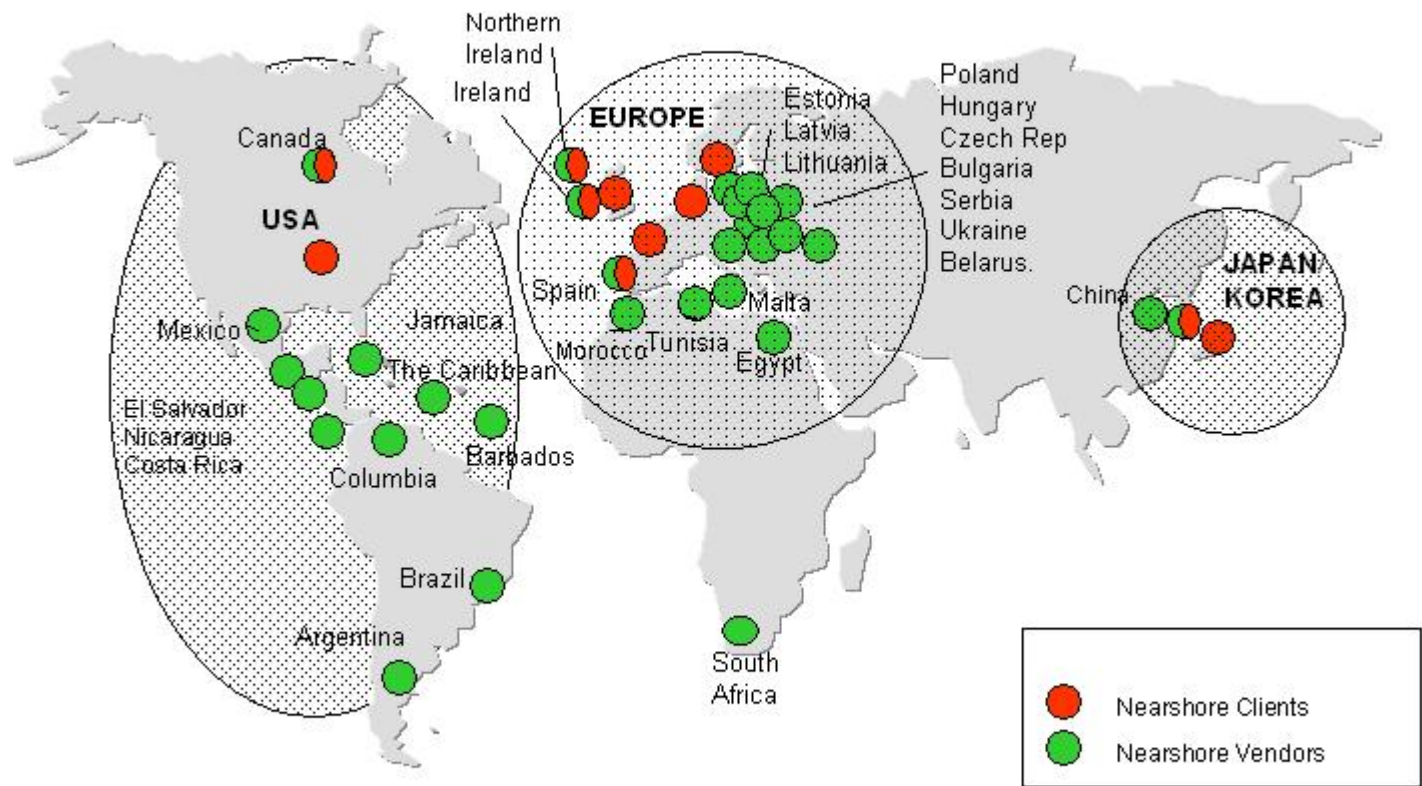 Northern
Ireland
Ireland
EUROPE
Estonia
Latvia
Lithuania
Poland
Hungary
Czech Rep
Bulgaria
Serbia
Ukraine
Belarus.
Canada
USA
Spain
Malta
Morocco
Tunisia
Egypt
China
JAPAN/
KOREA
Mexico
Jamaica
The Caribbean
El Salvador
Nicaragua
Costa Rica
Columbia
Barbados
Brazil
Argentina
South
Africa
Nearshore Clients
Nearshore Vendors